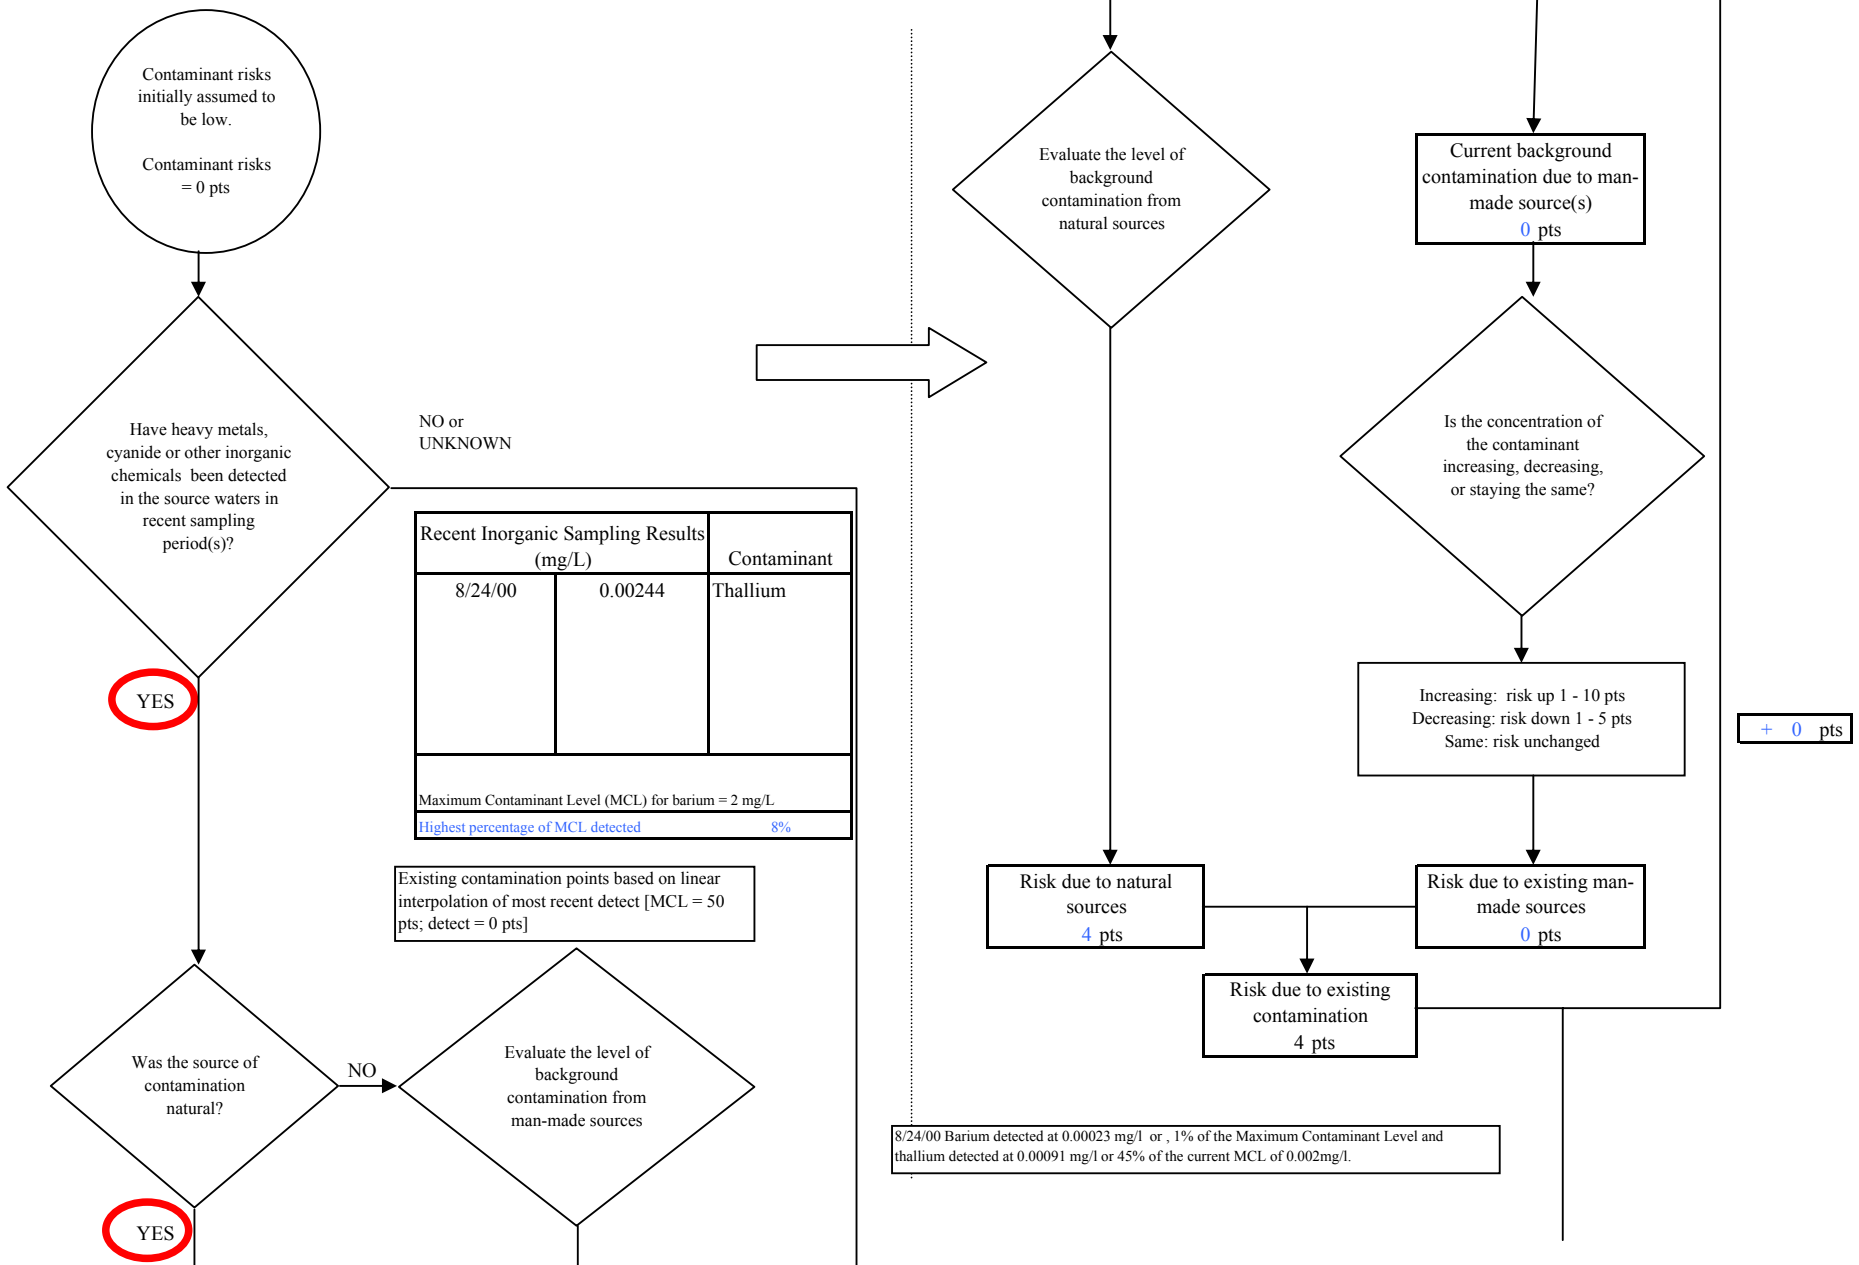 Contaminant risks
initially assumed to
be low.
Contaminant risks
= 0 pts
Have heavy metals,
cyanide or other inorganic
chemicals been detected
in the source waters in
recent sampling
period(s)?
NO or
UNKNOWN
YES
Recent Inorganic Sampling Results
(mg/L)
Contaminant
8/24/00 0.00244 Thallium
Maximum Contaminant Level (MCL) for barium = 2 mg/L
Highest percentage of MCL detected 8%
Existing contamination points based on linear
interpolation of most recent detect [MCL = 50
pts; detect = 0 pts]
Was the source of
contamination
natural?
NO
YES
Evaluate the level of
background
contamination from
man-made sources
Evaluate the level of
background
contamination from
natural sources
Current background
contamination due to man-
made source(s)
0 pts
Is the concentration of
the contaminant
increasing, decreasing,
or staying the same?
Increasing: risk up 1 - 10 pts
Decreasing: risk down 1 - 5 pts
Same: risk unchanged
+ 0 pts
Risk due to natural
sources
4 pts
Risk due to existing man-
made sources
0 pts
Risk due to existing
contamination
4 pts
8/24/00 Barium detected at 0.00023 mg/l or , 1% of the Maximum Contaminant Level and
thallium detected at 0.00091 mg/l or 45% of the current MCL of 0.002mg/l.